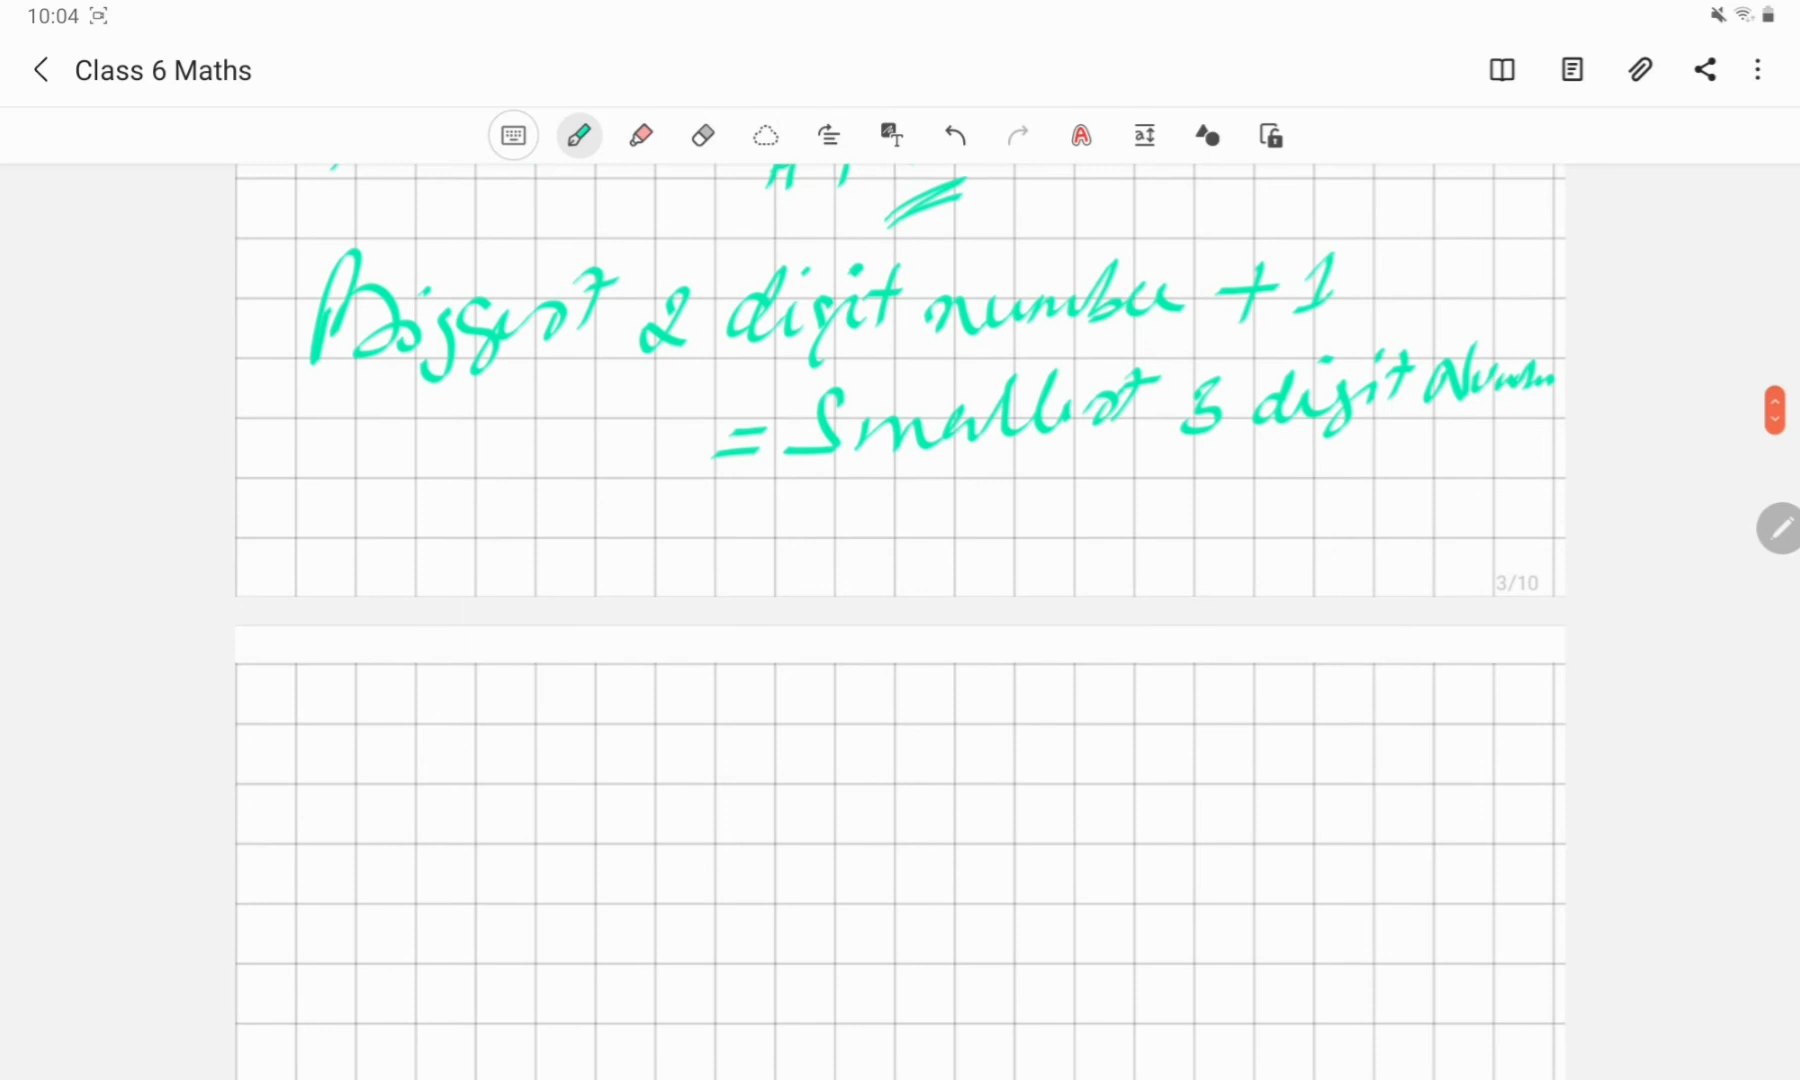 10:04
Class 6 Maths
Biggest 2 digit number + 1
= Smallest 3 digit Num
3/10